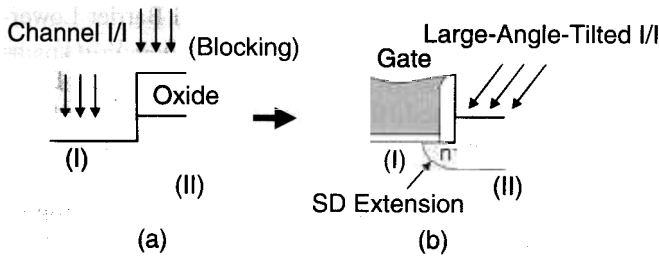 Channel I/I
(Blocking)
Oxide
(I)
(II)
(a)
Large-Angle-Tilted I/I
Gate
(I)
n-
(II)
SD Extension
(b)